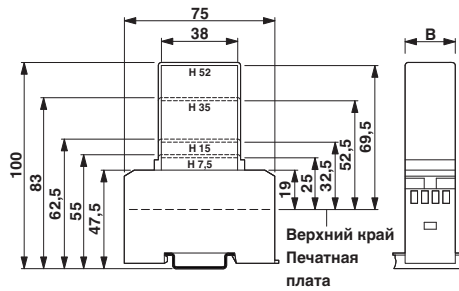 75
38
B
H 52
H 35
H 15
H 7,5
100
83
62,5
55
47,5
19
25
32,5
52,5
69,5
Верхний край
Печатная
плата